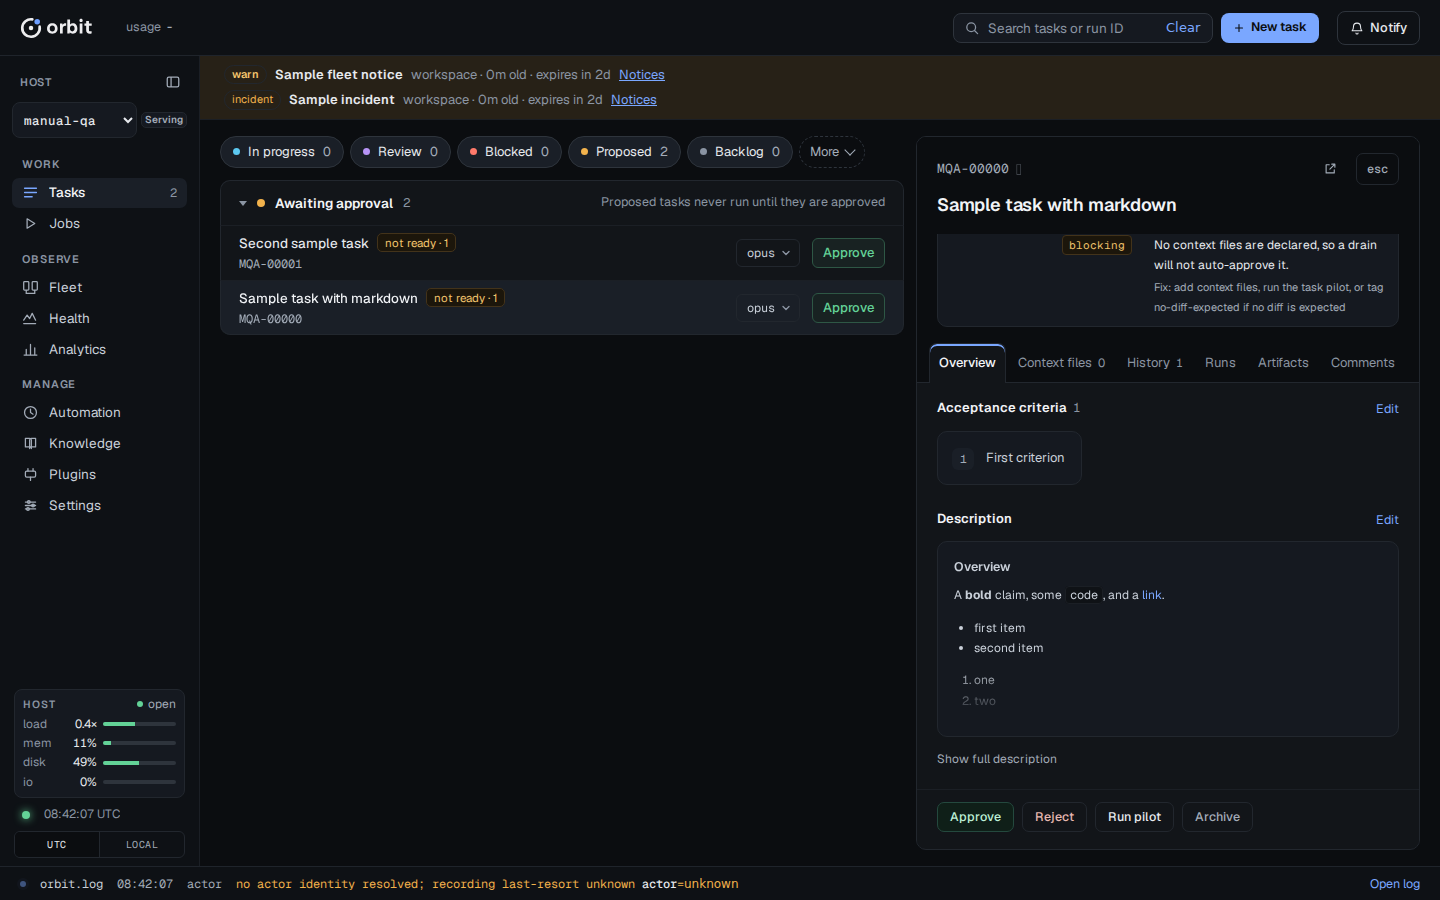 orbit
usage –
Search tasks or run ID
Clear
+ New task
Notify
HOST
manual-qa
Serving
WORK
Tasks 2
Jobs
OBSERVE
Fleet
Health
Analytics
MANAGE
Automation
Knowledge
Plugins
Settings
HOST open
load 0.4×
mem 11%
disk 49%
io 0%
08:42:07 UTC
UTC LOCAL
warn Sample fleet notice workspace · 0m old · expires in 2d Notices
incident Sample incident workspace · 0m old · expires in 2d Notices
In progress 0
Review 0
Blocked 0
Proposed 2
Backlog 0
More
Awaiting approval 2
Proposed tasks never run until they are approved
Second sample task not ready · 1
MQA-00001
opus Approve
Sample task with markdown not ready · 1
MQA-00000
opus Approve
MQA-00000
esc
Sample task with markdown
blocking
No context files are declared, so a drain
will not auto-approve it.
Fix: add context files, run the task pilot, or tag
no-diff-expected if no diff is expected
Overview
Context files 0
History 1
Runs
Artifacts
Comments
Acceptance criteria 1
Edit
1 First criterion
Description
Edit
Overview
A bold claim, some code , and a link.
• first item
• second item
1. one
2. two
Show full description
Approve
Reject
Run pilot
Archive
orbit.log 08:42:07 actor no actor identity resolved; recording last-resort unknown actor=unknown
Open log